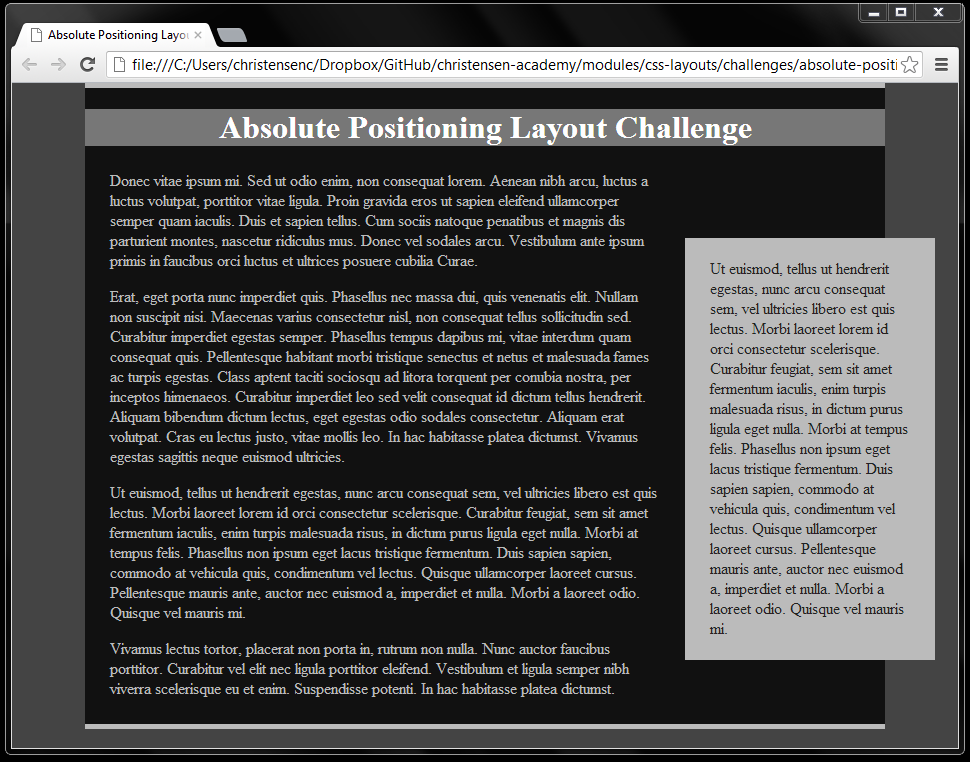 Absolute Positioning Layou
file:///C:/Users/christensenc/Dropbox/GitHub/christensen-academy/modules/css-layouts/challenges/absolute-positi
Absolute Positioning Layout Challenge
Donec vitae ipsum mi. Sed ut odio enim, non consequat lorem. Aenean nibh arcu, luctus a
luctus volutpat, porttitor vitae ligula. Proin gravida eros ut sapien eleifend ullamcorper
semper quam iaculis. Duis et sapien tellus. Cum sociis natoque penatibus et magnis dis
parturient montes, nascetur ridiculus mus. Donec vel sodales arcu. Vestibulum ante ipsum
primis in faucibus orci luctus et ultrices posuere cubilia Curae.
Erat, eget porta nunc imperdiet quis. Phasellus nec massa dui, quis venenatis elit. Nullam
non suscipit nisi. Maecenas varius consectetur nisl, non consequat tellus sollicitudin sed.
Curabitur imperdiet egestas semper. Phasellus tempus dapibus mi, vitae interdum quam
consequat quis. Pellentesque habitant morbi tristique senectus et netus et malesuada fames
ac turpis egestas. Class aptent taciti sociosqu ad litora torquent per conubia nostra, per
inceptos himenaeos. Curabitur imperdiet leo sed velit consequat id dictum tellus hendrerit.
Aliquam bibendum dictum lectus, eget egestas odio sodales consectetur. Aliquam erat
volutpat. Cras eu lectus justo, vitae mollis leo. In hac habitasse platea dictumst. Vivamus
egestas sagittis neque euismod ultricies.
Ut euismod, tellus ut hendrerit egestas, nunc arcu consequat sem, vel ultricies libero est quis
lectus. Morbi laoreet lorem id orci consectetur scelerisque. Curabitur feugiat, sem sit amet
fermentum iaculis, enim turpis malesuada risus, in dictum purus ligula eget nulla. Morbi at
tempus felis. Phasellus non ipsum eget lacus tristique fermentum. Duis sapien sapien,
commodo at vehicula quis, condimentum vel lectus. Quisque ullamcorper laoreet cursus.
Pellentesque mauris ante, auctor nec euismod a, imperdiet et nulla. Morbi a laoreet odio.
Quisque vel mauris mi.
Vivamus lectus tortor, placerat non porta in, rutrum non nulla. Nunc auctor faucibus
porttitor. Curabitur vel elit nec ligula porttitor eleifend. Vestibulum et ligula semper nibh
viverra scelerisque eu et enim. Suspendisse potenti. In hac habitasse platea dictumst.
Ut euismod, tellus ut hendrerit
egestas, nunc arcu consequat
sem, vel ultricies libero est quis
lectus. Morbi laoreet lorem id
orci consectetur scelerisque.
Curabitur feugiat, sem sit amet
fermentum iaculis, enim turpis
malesuada risus, in dictum purus
ligula eget nulla. Morbi at tempus
felis. Phasellus non ipsum eget
lacus tristique fermentum. Duis
sapien sapien, commodo at
vehicula quis, condimentum vel
lectus. Quisque ullamcorper
laoreet cursus. Pellentesque
mauris ante, auctor nec euismod
a, imperdiet et nulla. Morbi a
laoreet odio. Quisque vel mauris
mi.